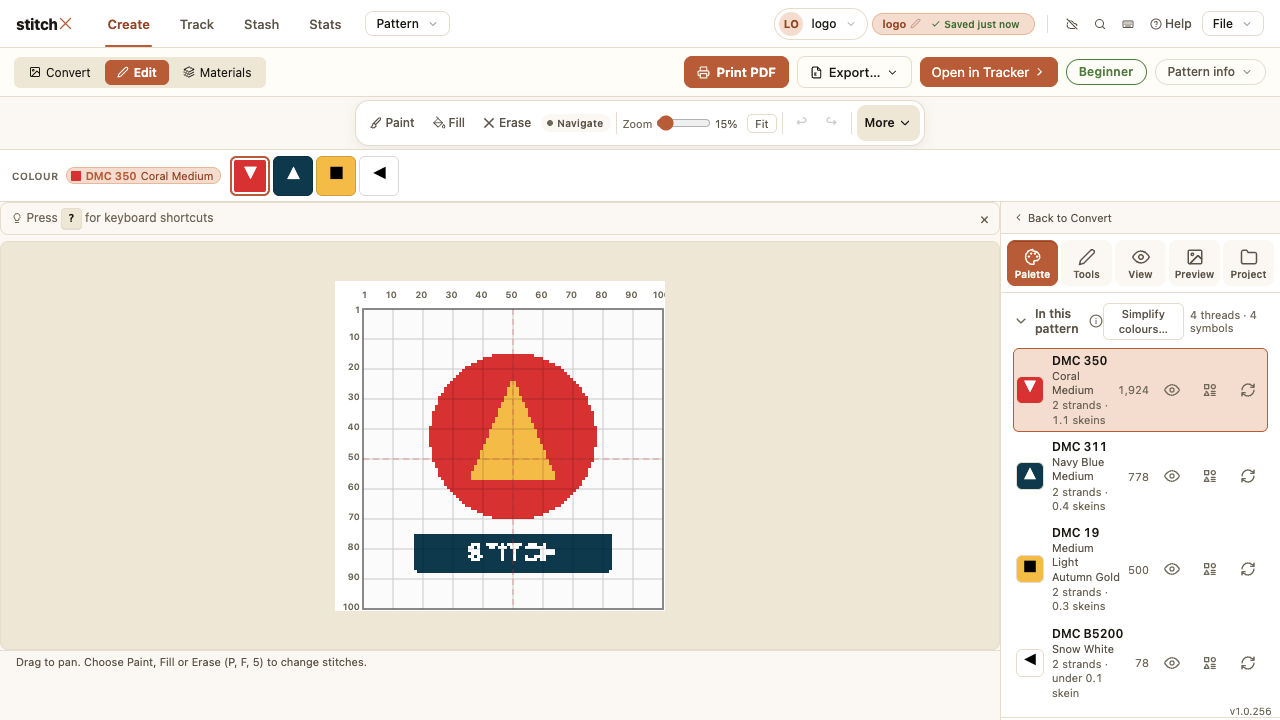 stitch
Create
Track
Stash
Stats
Pattern
LO logo
logo
✓ Saved just now
Help
File
Convert
Edit
Materials
Print PDF
Export...
Open in Tracker
Beginner
Pattern info
Paint
Fill
Erase
Navigate
Zoom
15%
Fit
More
COLOUR
DMC 350 Coral Medium
Press ? for keyboard shortcuts
×
Back to Convert
Palette
Tools
View
Preview
Project
1 10 20 30 40 50 60 70 80 90
1
10
20
30
40
50
60
70
80
90
100
In this pattern
Simplify colours...
4 threads · 4 symbols
DMC 350
Coral
Medium
2 strands ·
1.1 skeins
1,924
DMC 311
Navy Blue
Medium
2 strands ·
0.4 skeins
778
DMC 19
Medium
Light
Autumn Gold
2 strands ·
0.3 skeins
500
DMC B5200
Snow White
2 strands ·
under 0.1
skein
78
Drag to pan. Choose Paint, Fill or Erase (P, F, 5) to change stitches.
v1.0.256